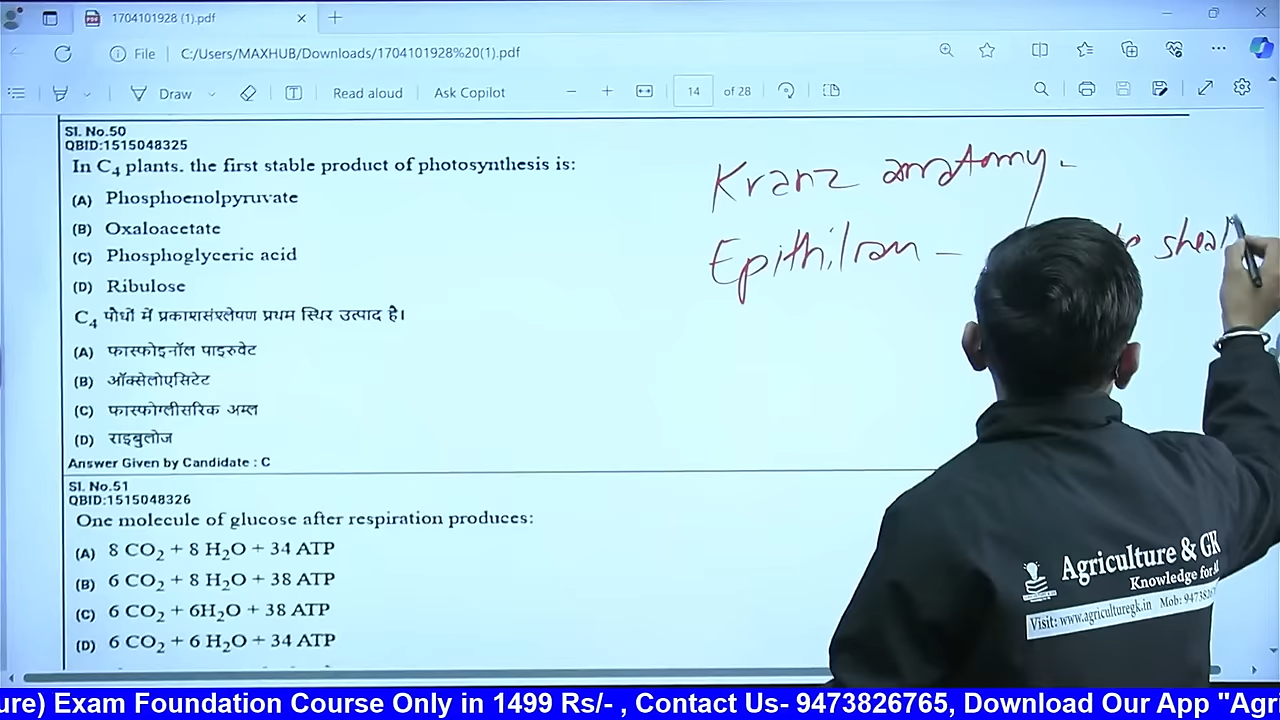 1704101928 (1).pdf
File C:/Users/MAXHUB/Downloads/1704101928%20(1).pdf
Draw Read aloud Ask Copilot 14 of 28
Sl. No.50
QBID:1515048325
In C4 plants. the first stable product of photosynthesis is:
(A) Phosphoenolpyruvate
(B) Oxaloacetate
(C) Phosphoglyceric acid
(D) Ribulose
C4 पौधों में प्रकाशसंश्लेषण प्रथम स्थिर उत्पाद है।
(A) फास्फोइनॉल पाइरुवेट
(B) ऑक्सेलोएसिटेट
(C) फास्फोग्लीसरिक अम्ल
(D) राइबुलोज
Answer Given by Candidate : C
Sl. No.51
QBID:1515048326
One molecule of glucose after respiration produces:
(A) 8 CO2 + 8 H2O + 34 ATP
(B) 6 CO2 + 8 H2O + 38 ATP
(C) 6 CO2 + 6H2O + 38 ATP
(D) 6 CO2 + 6 H2O + 34 ATP
Kranz anatomy -
Agriculture & GK
Knowledge for
Visit: www.agriculturegk.in Mob:
ure) Exam Foundation Course Only in 1499 Rs/- , Contact Us- 9473826765, Download Our App "Agri